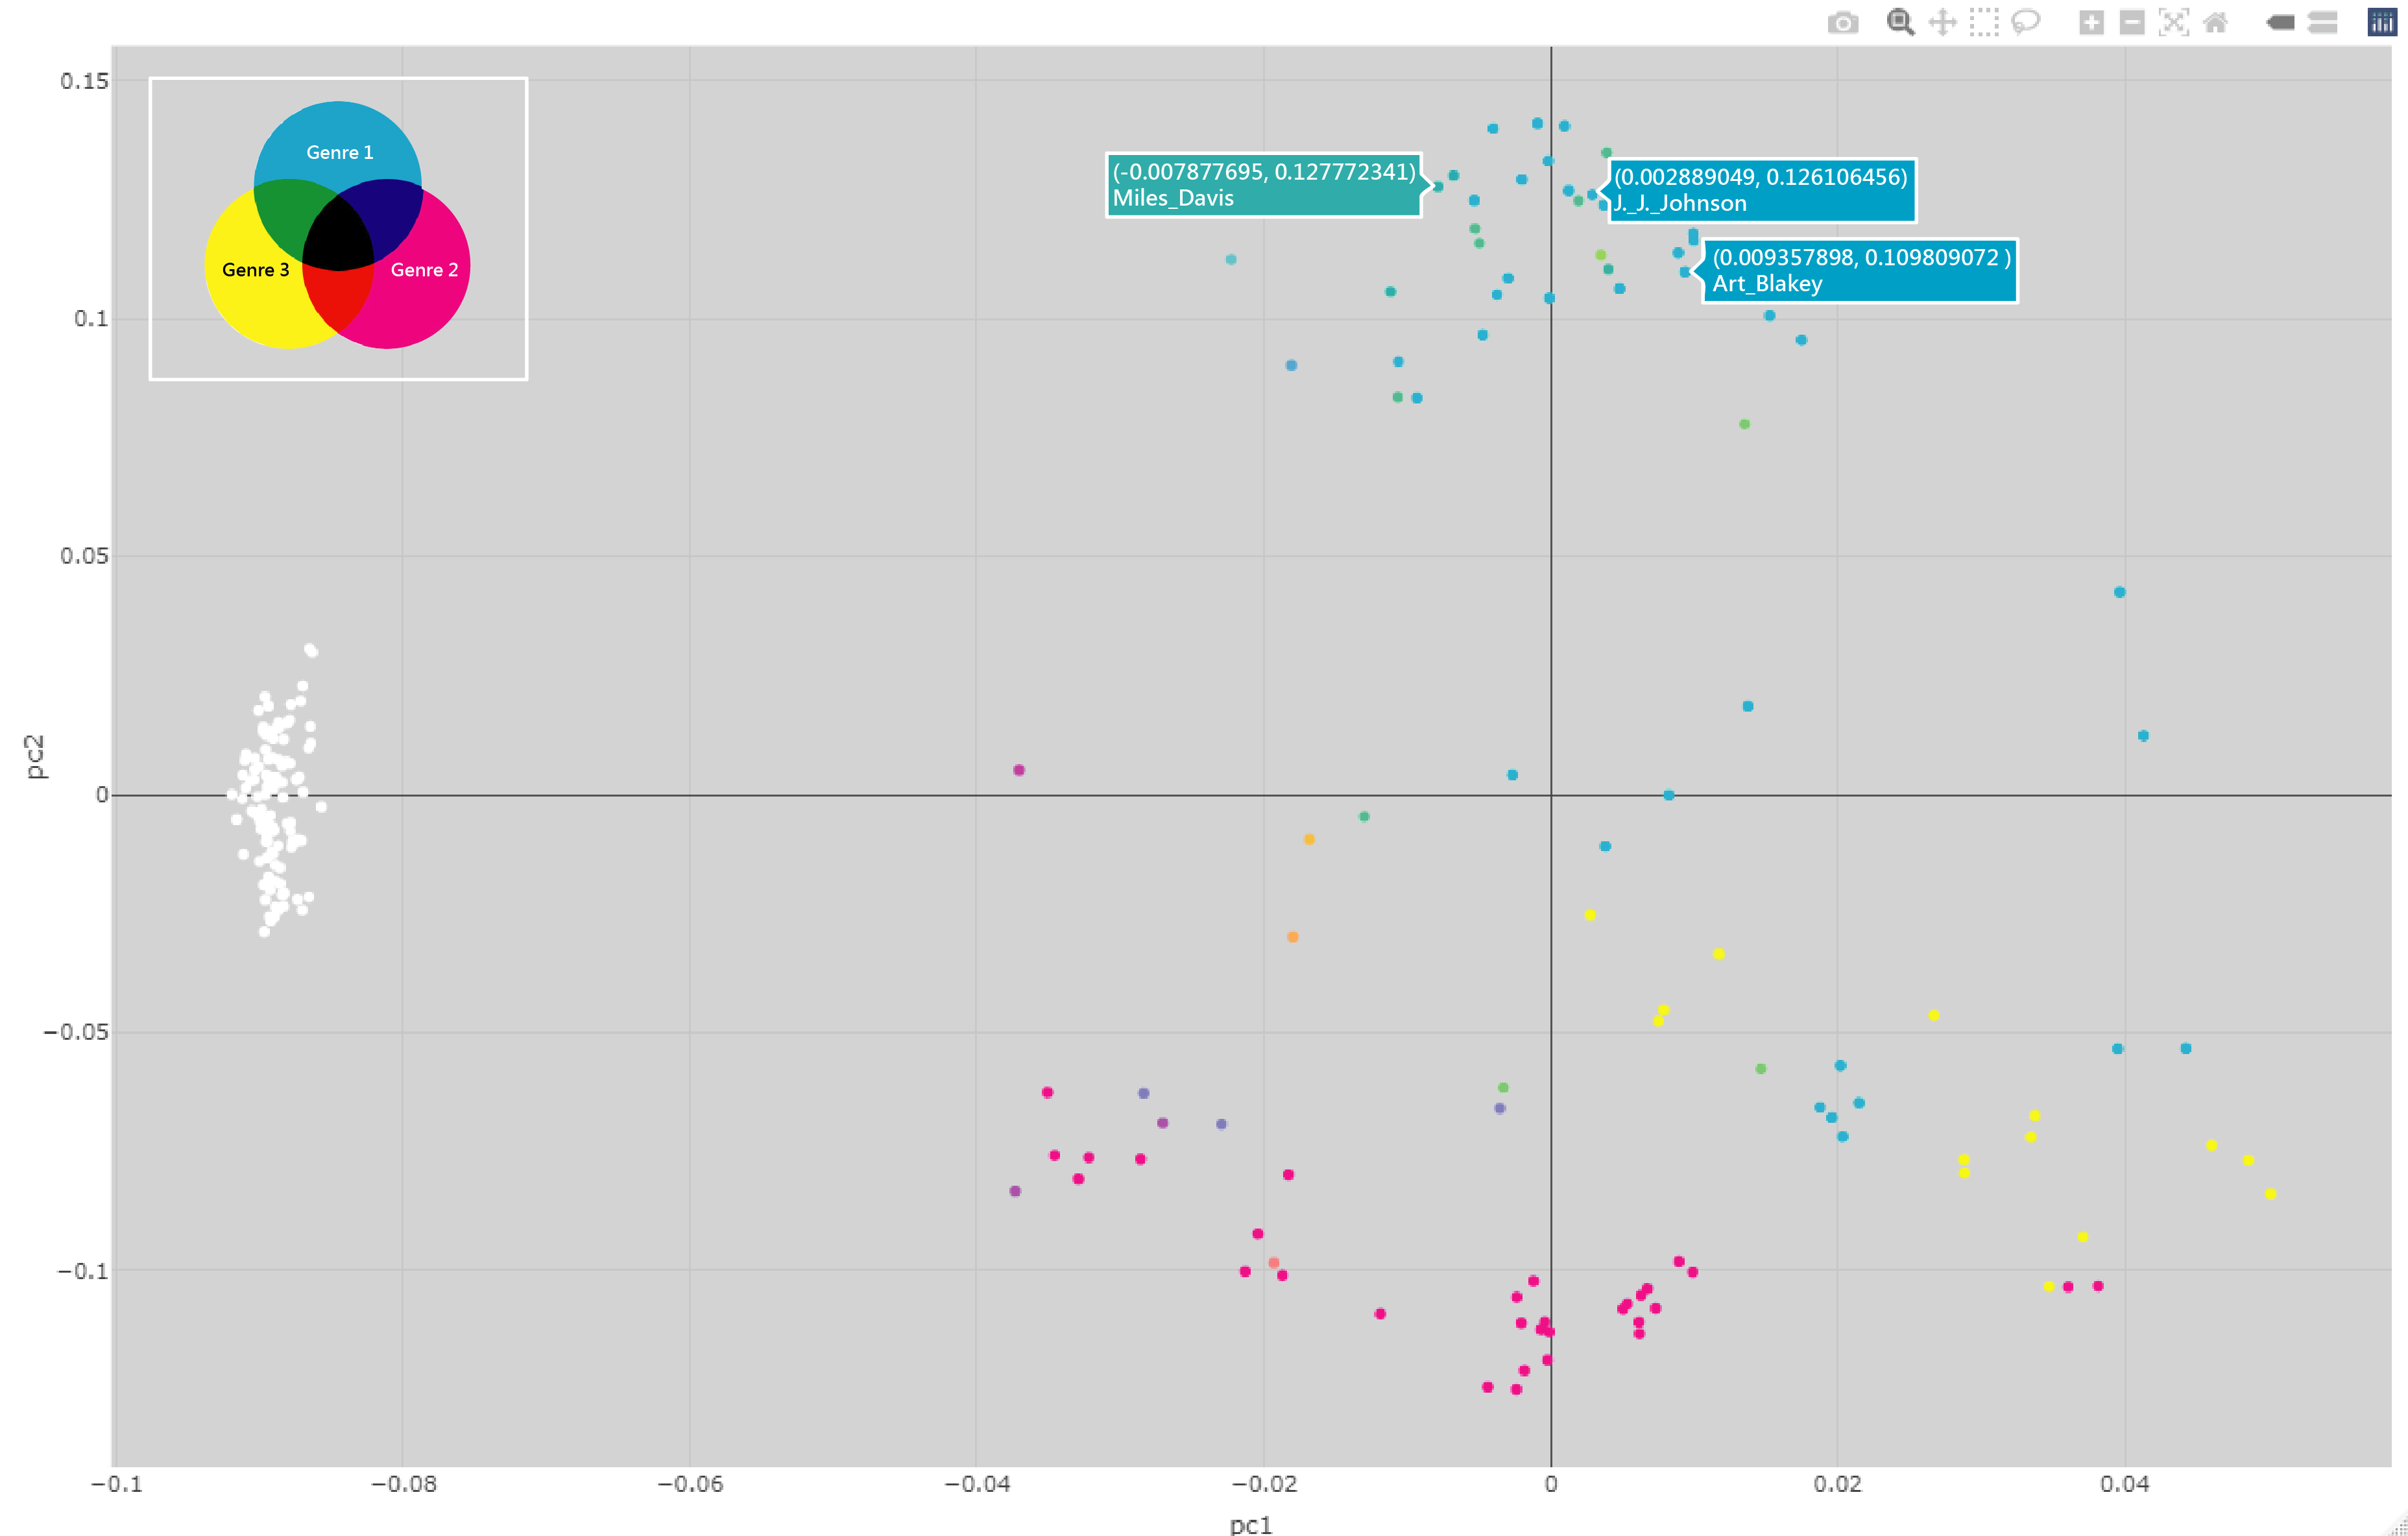 0.15
0.1
0.05
0
−0.05
−0.1
pc2
Genre 1
Genre 3
Genre 2
(-0.007877695, 0.127772341)
Miles_Davis
(0.002889049, 0.126106456)
J._J._Johnson
(0.009357898, 0.109809072 )
Art_Blakey
−0.1
−0.08
−0.06
−0.04
−0.02
0
0.02
0.04
pc1